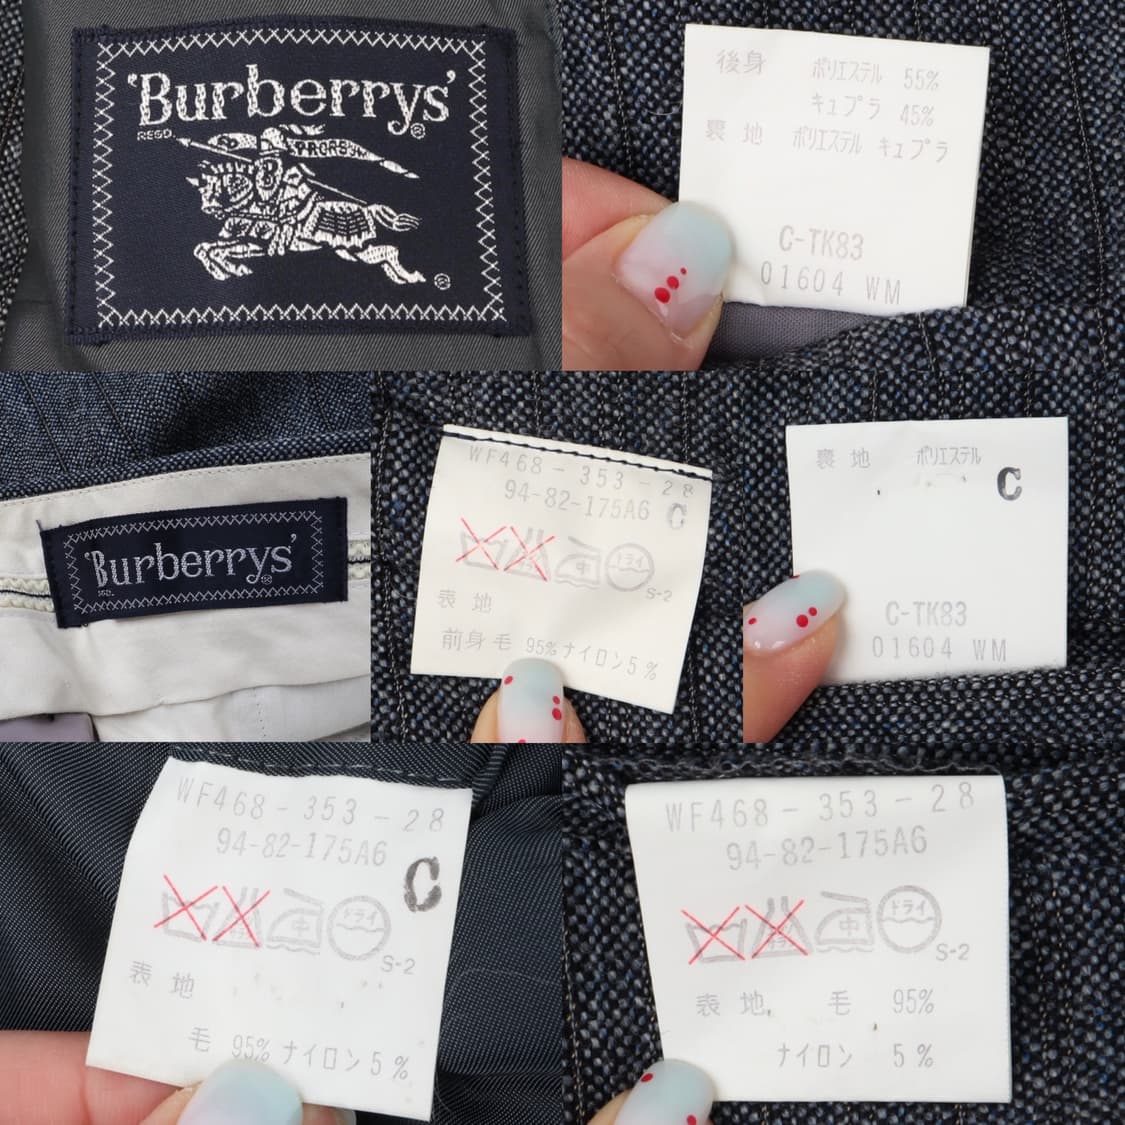 'Burberrys'®
REGD.
PRORSUM
®
後身 ポリエステル 55%
キュプラ 45%
裏地 ポリエステル キュプラ
C-TK83
01604 WM
'Burberrys'
®
WF468-353-28
94-82-175A6 C
中 ドライ
S-2
表地
前身 毛 95% ナイロン 5%
裏地 ポリエステル
C
C-TK83
01604 WM
WF468-353-28
94-82-175A6
C
中 ドライ
S-2
表地
毛 95% ナイロン 5%
WF468-353-28
94-82-175A6
中 ドライ
S-2
表地 毛 95%
ナイロン 5%